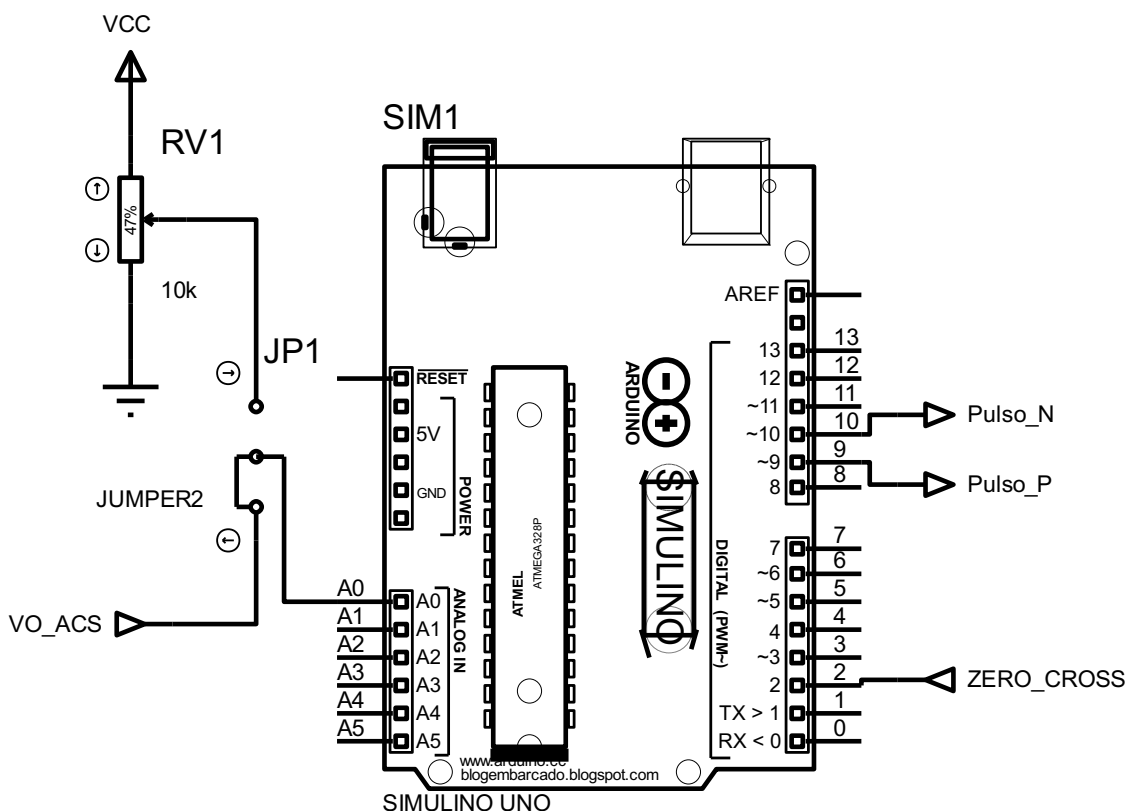 VCC
RV1
47%
10k
JP1
JUMPER2
VO_ACS
SIM1
RESET
5V
GND
POWER
A0
A1
A2
A3
A4
A5
A0
A1
A2
A3
A4
A5
ANALOG IN
ATMEL
ATMEGA328P
ARDUINO
SIMULINO
DIGITAL (PWM~)
AREF
13
12
~11
~10
~9
8
7
~6
~5
4
~3
2
TX > 1
RX < 0
13
12
11
10
9
8
7
6
5
4
3
2
1
0
Pulso_N
Pulso_P
ZERO_CROSS
www.arduino.cc
blogembarcado.blogspot.com
SIMULINO UNO